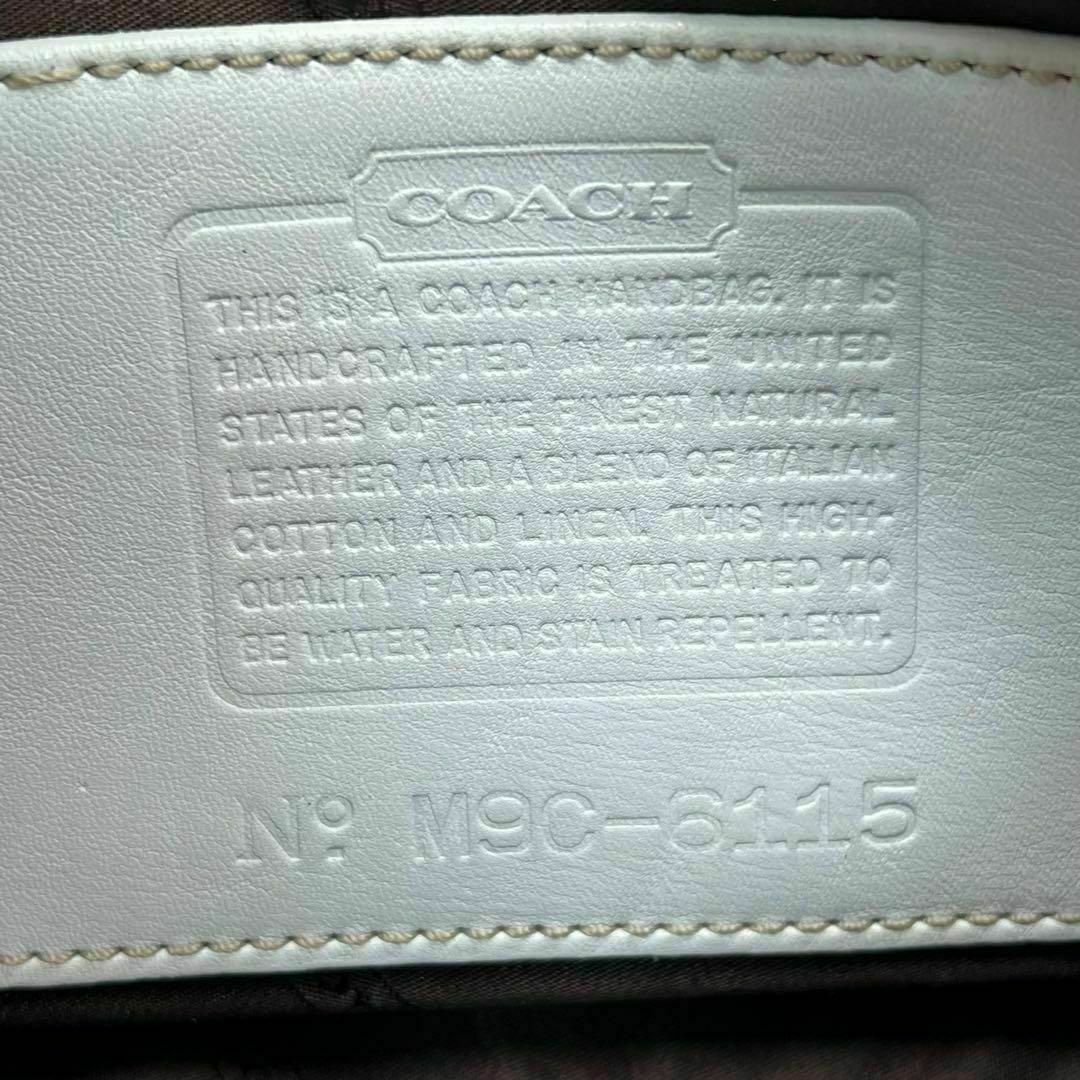 COACH
THIS IS A COACH HANDBAG. IT IS
HANDCRAFTED IN THE UNITED
STATES OF THE FINEST NATURAL
LEATHER AND A BLEND OF ITALIAN
COTTON AND LINEN. THIS HIGH-
QUALITY FABRIC IS TREATED TO
BE WATER AND STAIN REPELLENT.
Nº M9C-6115